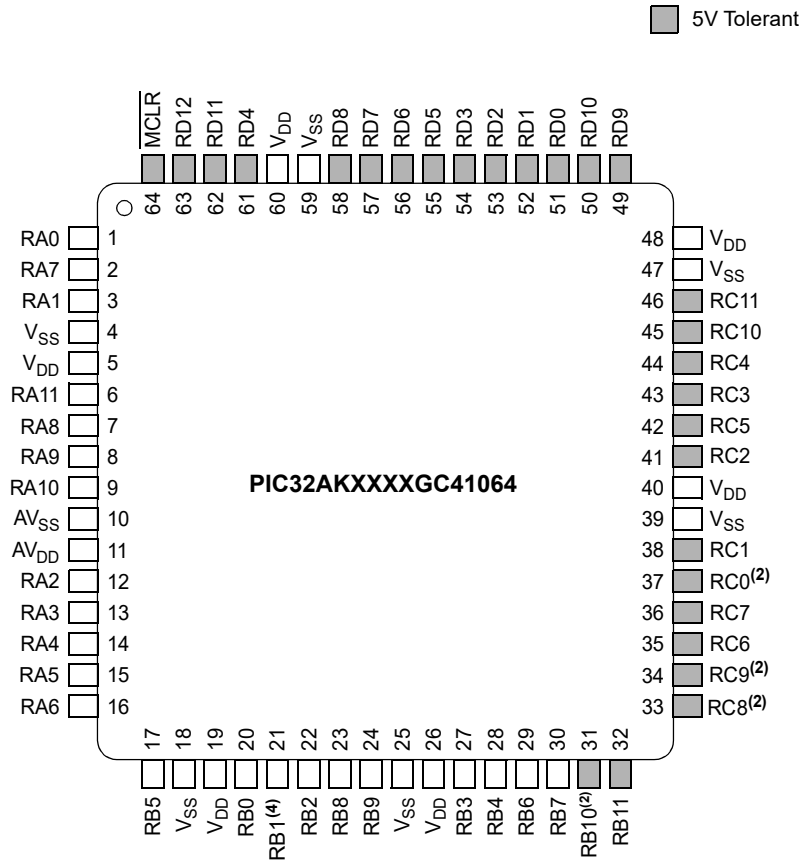 5V Tolerant
MCLR
RD12
RD11
RD4
VDD
VSS
RD8
RD7
RD6
RD5
RD3
RD2
RD1
RD0
RD10
RD9
64
63
62
61
60
59
58
57
56
55
54
53
52
51
50
49
RA0 1
RA7 2
RA1 3
VSS 4
VDD 5
RA11 6
RA8 7
RA9 8
RA10 9
AVSS 10
AVDD 11
RA2 12
RA3 13
RA4 14
RA5 15
RA6 16
PIC32AKXXXXGC41064
48 VDD
47 VSS
46 RC11
45 RC10
44 RC4
43 RC3
42 RC5
41 RC2
40 VDD
39 VSS
38 RC1
37 RC0(2)
36 RC7
35 RC6
34 RC9(2)
33 RC8(2)
17
18
19
20
21
22
23
24
25
26
27
28
29
30
31
32
RB5
VSS
VDD
RB0
RB1(4)
RB2
RB8
RB9
VSS
VDD
RB3
RB4
RB6
RB7
RB10(2)
RB11